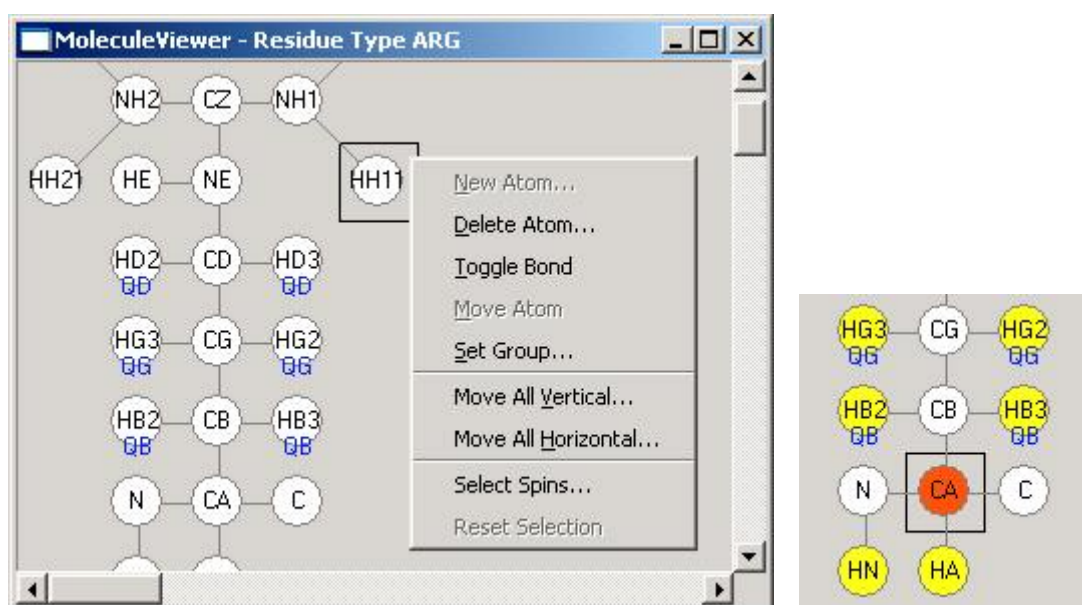 MoleculeViewer - Residue Type ARG
NH2 CZ NH1
HH21 HE NE HH11
HD2 CD HD3
QD QD
HG3 CG HG2
QG QG
HB2 CB HB3
QB QB
N CA C
New Atom...
Delete Atom...
Toggle Bond
Move Atom
Set Group...
Move All Vertical...
Move All Horizontal...
Select Spins...
Reset Selection
HG3 CG HG2
QG QG
HB2 CB HB3
QB QB
N CA C
HN HA